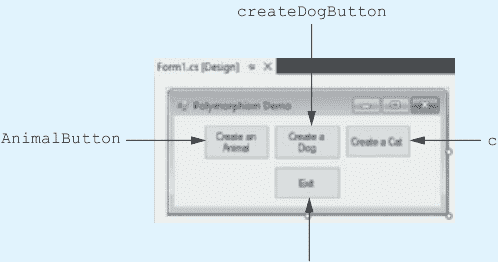 createDogButton
Form1.cs [Design]
Polymorphism Demo
AnimalButton
Create an
Animal
Create a
Dog
Create a Cat
c
Exit